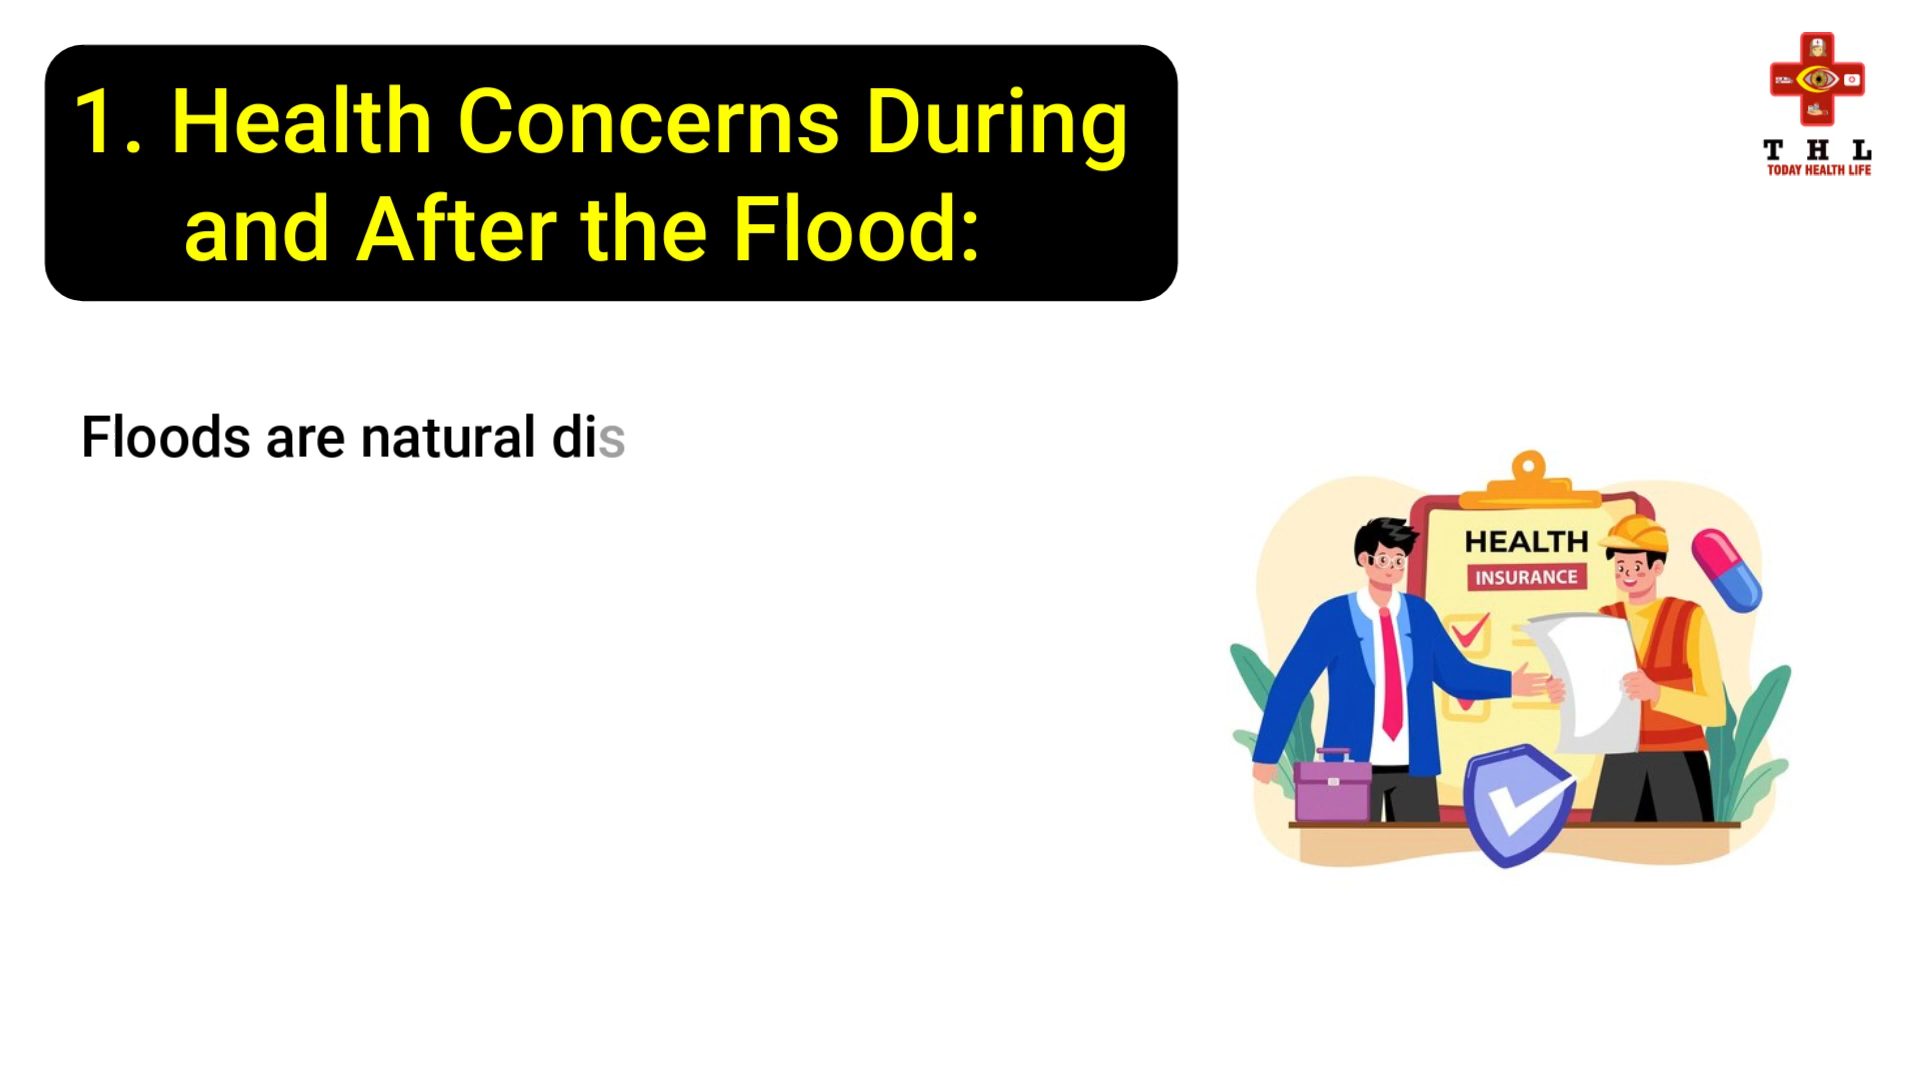 1. Health Concerns During
and After the Flood:
T H L
TODAY HEALTH LIFE
Floods are natural dis
HEALTH
INSURANCE